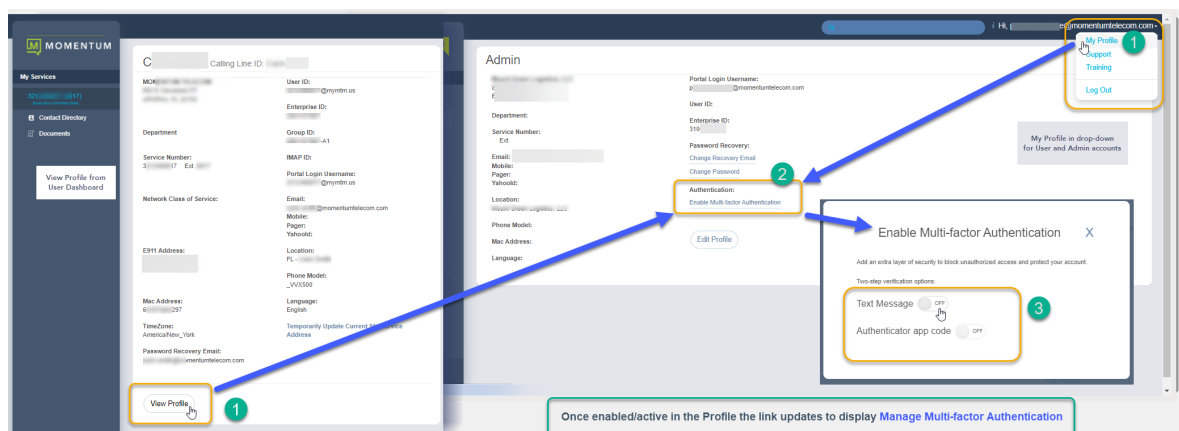 MOMENTUM
My Services
Contact Directory
Documents
View Profile from
User Dashboard
C Calling Line ID:
User ID:
@mymtm.us
Enterprise ID:
Department
Group ID:
-A1
Service Number:
Ext.
IMAP ID:
Portal Login Username:
@mymtm.us
Network Class of Service:
Email:
@momentumtelecom.com
Mobile:
Pager:
YahooId:
E911 Address:
Location:
FL -
Phone Model:
_VVX500
Mac Address:
297
Language:
English
TimeZone:
America/New_York
Temporarily Update Current
Address
Password Recovery Email:
momentumtelecom.com
View Profile
1
Hi,
@momentumtelecom.com
My Profile
1
Support
Training
Log Out
My Profile in drop-down
for User and Admin accounts
Admin
Portal Login Username:
p @momentumtelecom.com
User ID:
Department:
Enterprise ID:
319
Service Number:
Ext.
Password Recovery:
Change Recovery Email
Change Password
Email:
Mobile:
Pager:
YahooId:
2
Authentication:
Enable Multi-factor Authentication
Location:
Phone Model:
Mac Address:
Edit Profile
Language:
Enable Multi-factor Authentication X
Add an extra layer of security to block unauthorized access and protect your account.
Two-step verification options:
Text Message OFF
3
Authenticator app code OFF
Once enabled/active in the Profile the link updates to display Manage Multi-factor Authentication